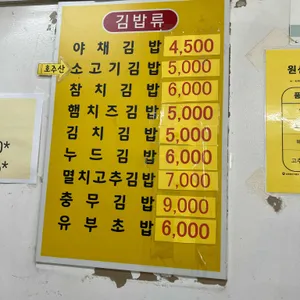 김밥류
야채김밥 4,500
호주산 소고기김밥 5,000
참치김밥 6,000
햄치즈김밥 5,000
김치김밥 5,000
누드김밥 6,000
멸치고추김밥 7,000
충무김밥 9,000
유부초밥 6,000
원산